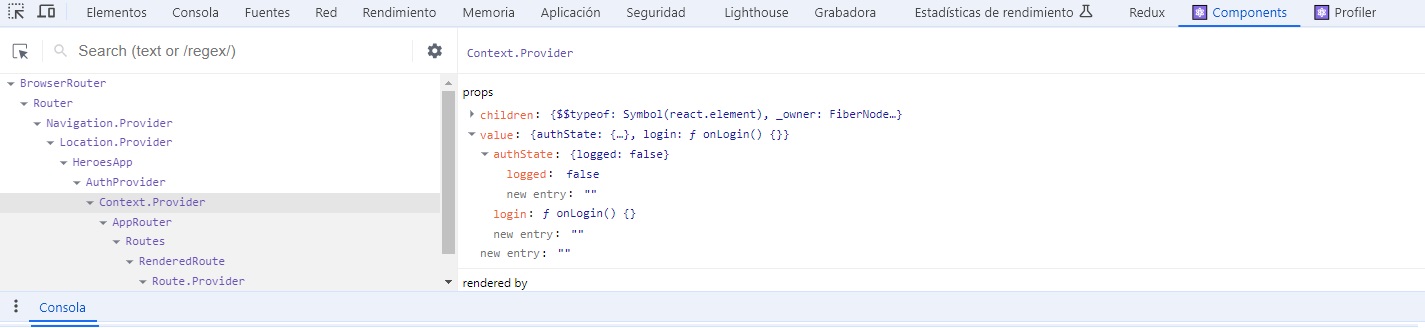 Elementos Consola Fuentes Red Rendimiento Memoria Aplicación Seguridad Lighthouse Grabadora Estadísticas de rendimiento Redux Components Profiler
Search (text or /regex/)
BrowserRouter
Router
Navigation.Provider
Location.Provider
HeroesApp
AuthProvider
Context.Provider
AppRouter
Routes
RenderedRoute
Route.Provider
Context.Provider
props
children: {$$typeof: Symbol(react.element), _owner: FiberNode…}
value: {authState: {…}, login: ƒ onLogin() {}}
authState: {logged: false}
logged: false
new entry: ""
login: ƒ onLogin() {}
new entry: ""
new entry: ""
rendered by
Consola